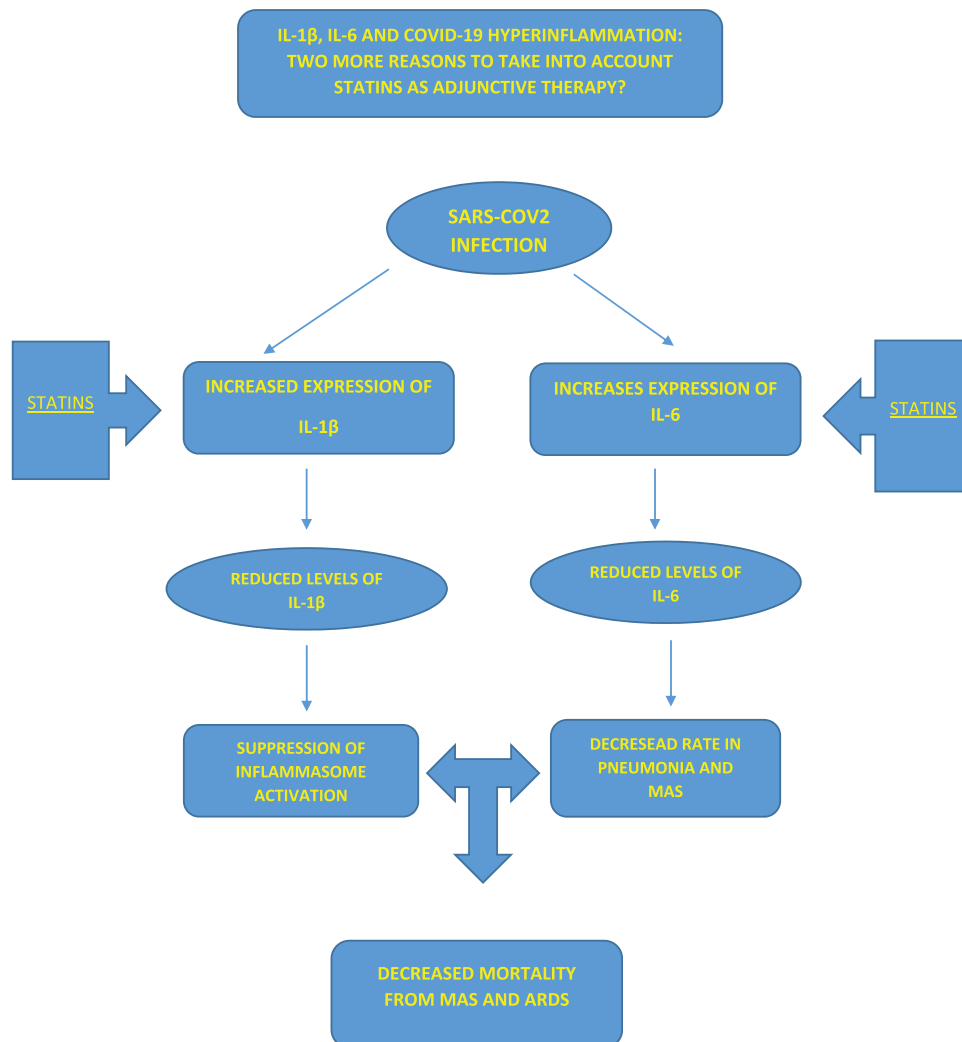 IL-1β, IL-6 AND COVID-19 HYPERINFLAMMATION:
TWO MORE REASONS TO TAKE INTO ACCOUNT
STATINS AS ADJUNCTIVE THERAPY?
SARS-COV2
INFECTION
STATINS
INCREASED EXPRESSION OF
IL-1β
INCREASES EXPRESSION OF
IL-6
STATINS
REDUCED LEVELS OF
IL-1β
REDUCED LEVELS OF
IL-6
SUPPRESSION OF
INFLAMMASOME
ACTIVATION
DECRESEAD RATE IN
PNEUMONIA AND
MAS
DECREASED MORTALITY
FROM MAS AND ARDS